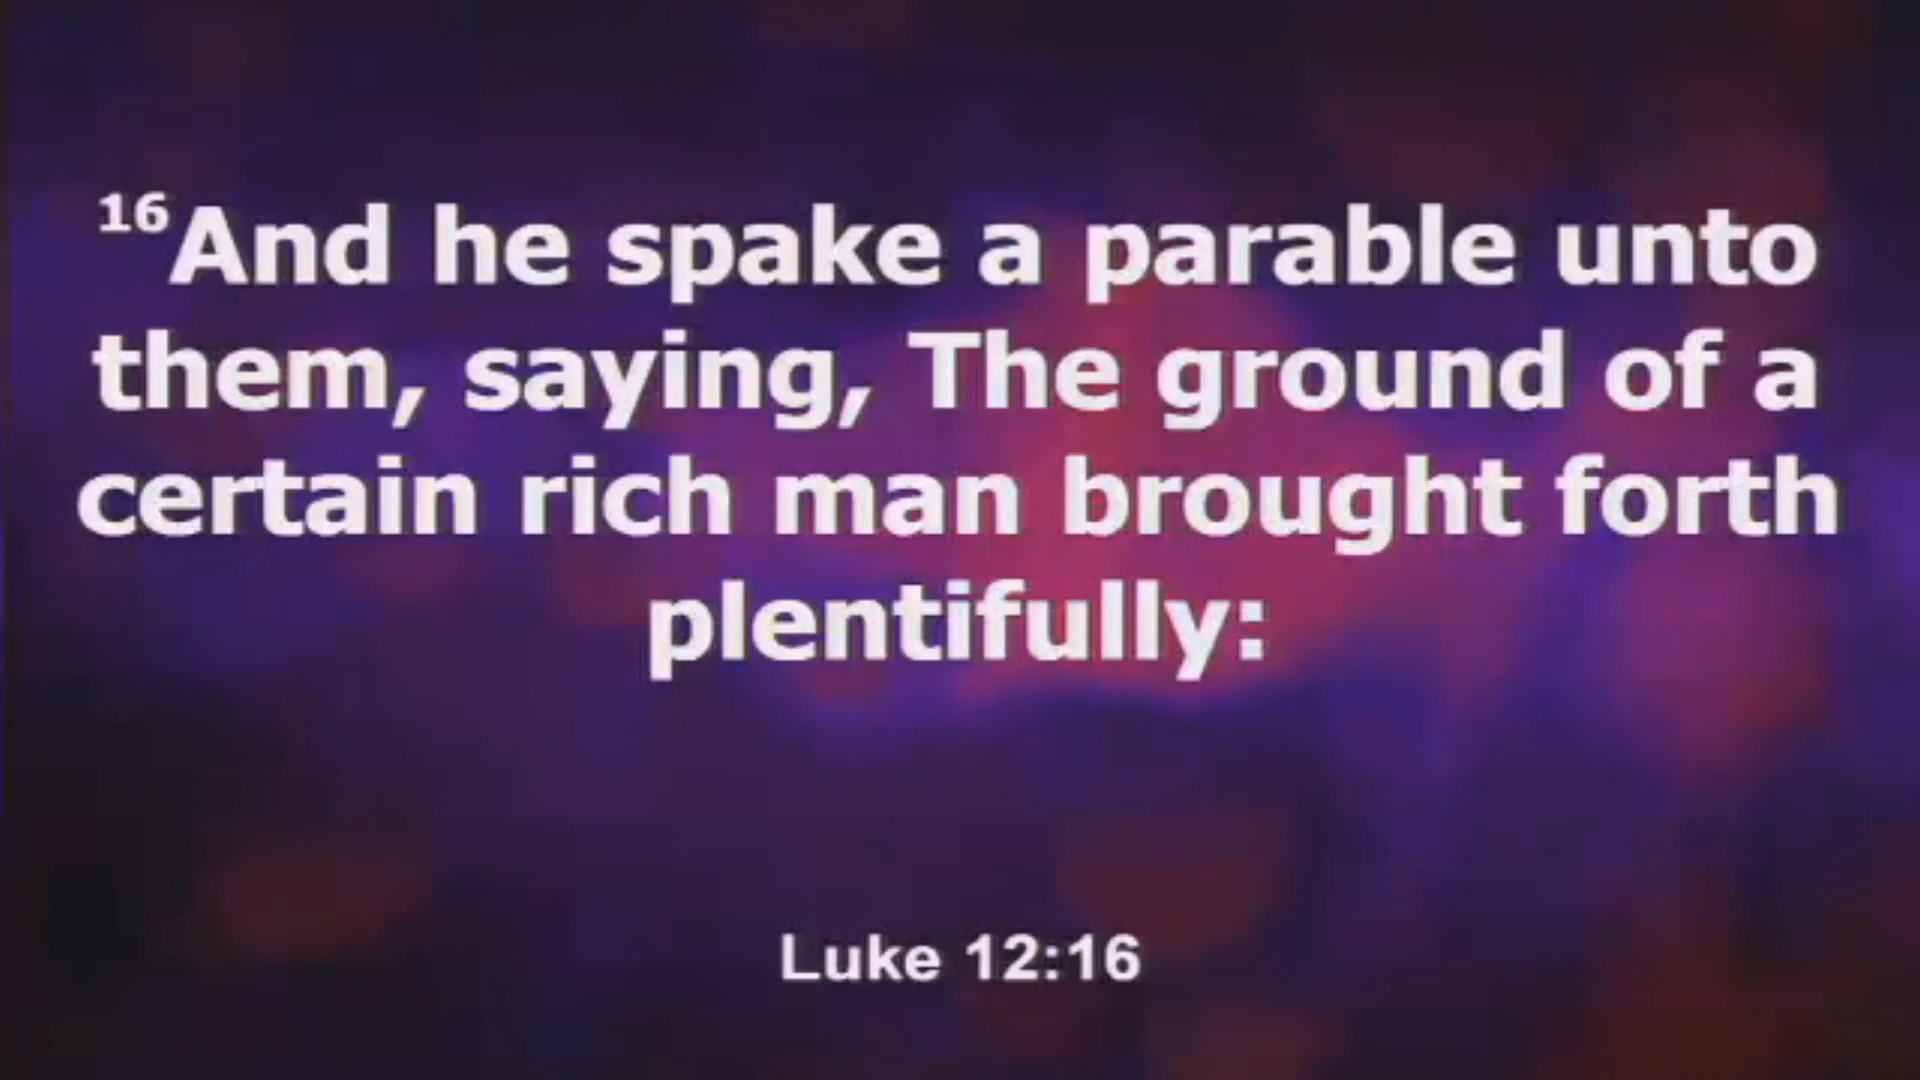 16And he spake a parable unto
them, saying, The ground of a
certain rich man brought forth
plentifully:
Luke 12:16